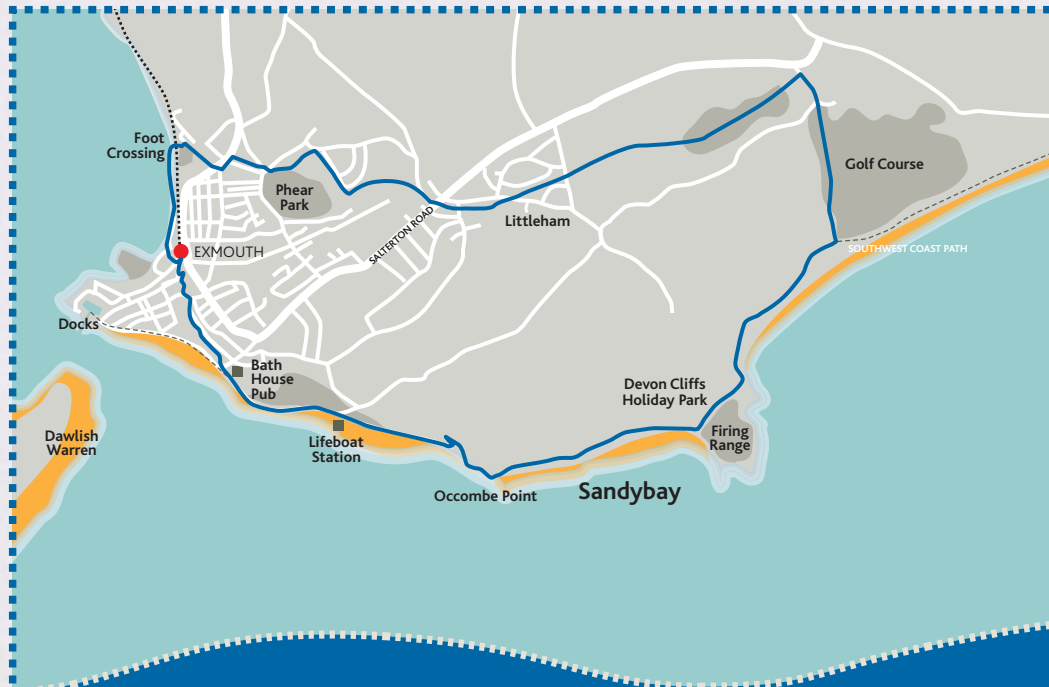 Foot
Crossing
Phear
Park
Golf Course
Littleham
SALTERTON ROAD
EXMOUTH
SOUTHWEST COAST PATH
Docks
Bath
House
Pub
Devon Cliffs
Holiday Park
Dawlish
Warren
Lifeboat
Station
Firing
Range
Occombe Point
Sandybay